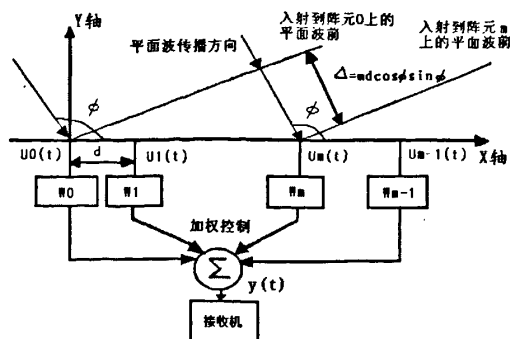 Y轴
入射到阵元0上的
平面波前
入射到阵元m
上的平面波前
平面波传播方向
Δ=mdcosφsinφ
φ
φ
U0(t)
d
U1(t)
Um(t)
Um-1(t)
X轴
W0
W1
Wm
Wm-1
加权控制
Σ
y(t)
接收机